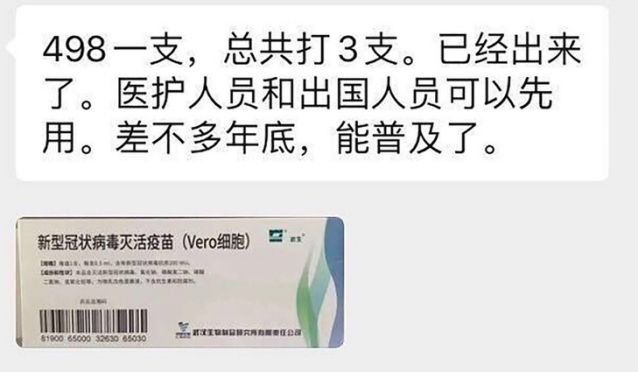 498一支，总共打3支。已经出来
了。医护人员和出国人员可以先
用。差不多年底，能普及了。
新型冠状病毒灭活疫苗（Vero细胞）
武汉生物制品研究所有限责任公司
81900 65000 32630 65030